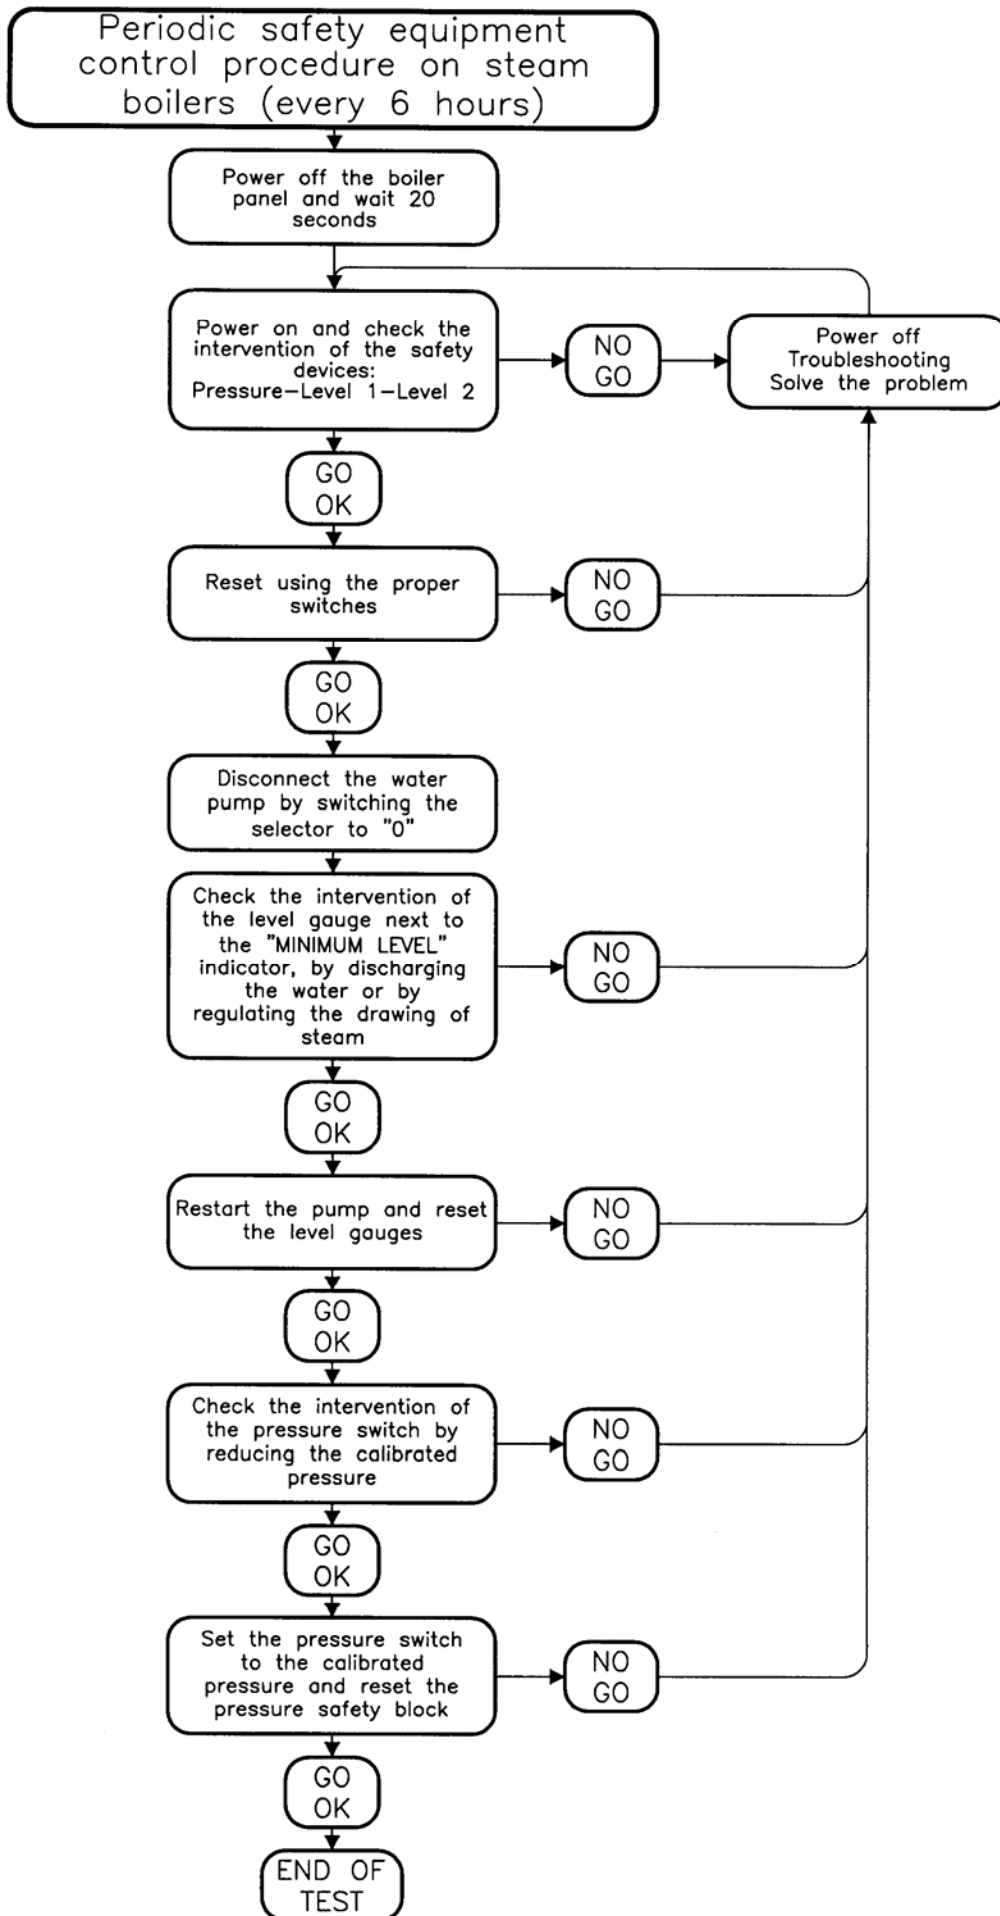 Periodic safety equipment
control procedure on steam
boilers (every 6 hours)
Power off the boiler
panel and wait 20
seconds
Power on and check the
intervention of the safety
devices:
Pressure-Level 1-Level 2
NO
GO
Power off
Troubleshooting
Solve the problem
GO
OK
Reset using the proper
switches
NO
GO
GO
OK
Disconnect the water
pump by switching the
selector to "0"
Check the intervention of
the level gauge next to
the "MINIMUM LEVEL"
indicator, by discharging
the water or by
regulating the drawing of
steam
NO
GO
GO
OK
Restart the pump and reset
the level gauges
NO
GO
GO
OK
Check the intervention of
the pressure switch by
reducing the calibrated
pressure
NO
GO
GO
OK
Set the pressure switch
to the calibrated
pressure and reset the
pressure safety block
NO
GO
GO
OK
END OF
TEST